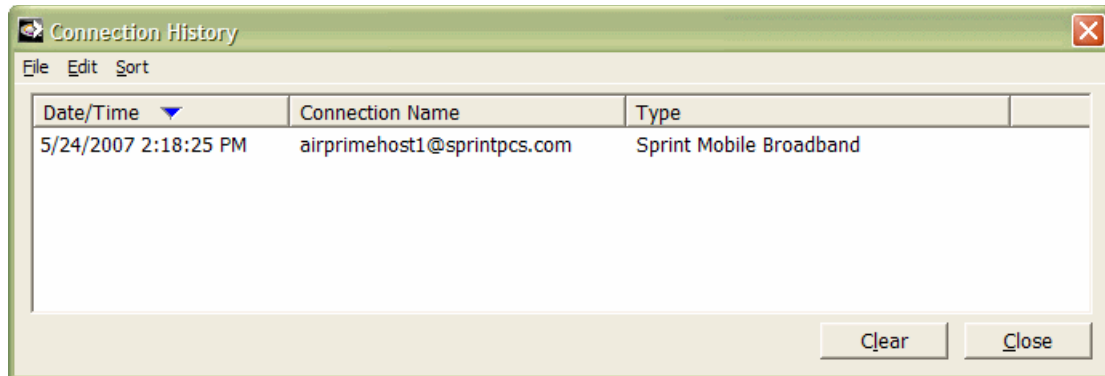 Connection History
File Edit Sort
Date/Time Connection Name Type
5/24/2007 2:18:25 PM airprimehost1@sprintpcs.com Sprint Mobile Broadband
Clear Close